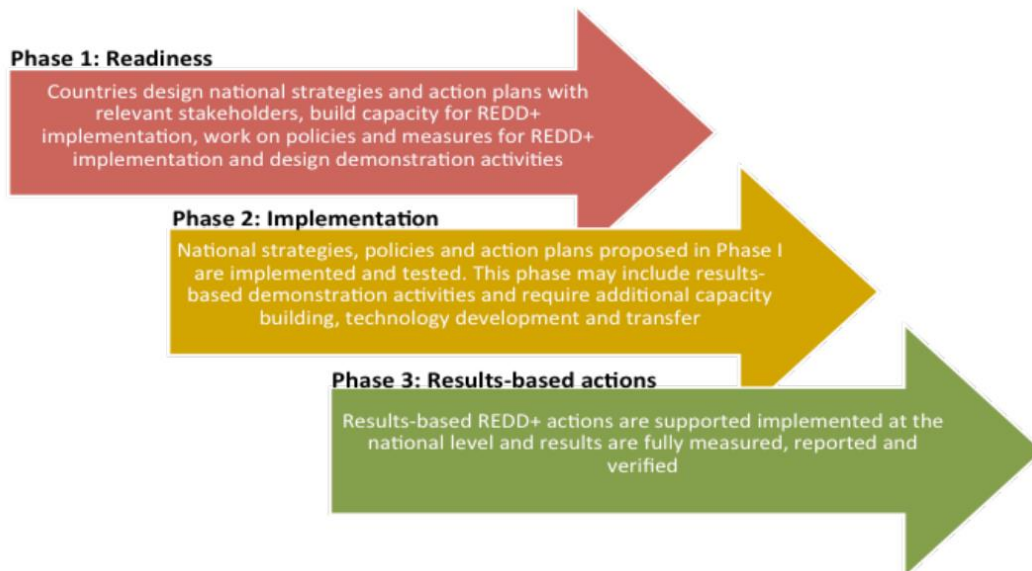 Phase 1: Readiness
Countries design national strategies and action plans with
relevant stakeholders, build capacity for REDD+
implementation, work on policies and measures for REDD+
implementation and design demonstration activities
Phase 2: Implementation
National strategies, policies and action plans proposed in Phase I
are implemented and tested. This phase may include results-
based demonstration activities and require additional capacity
building, technology development and transfer
Phase 3: Results-based actions
Results-based REDD+ actions are supported implemented at the
national level and results are fully measured, reported and
verified